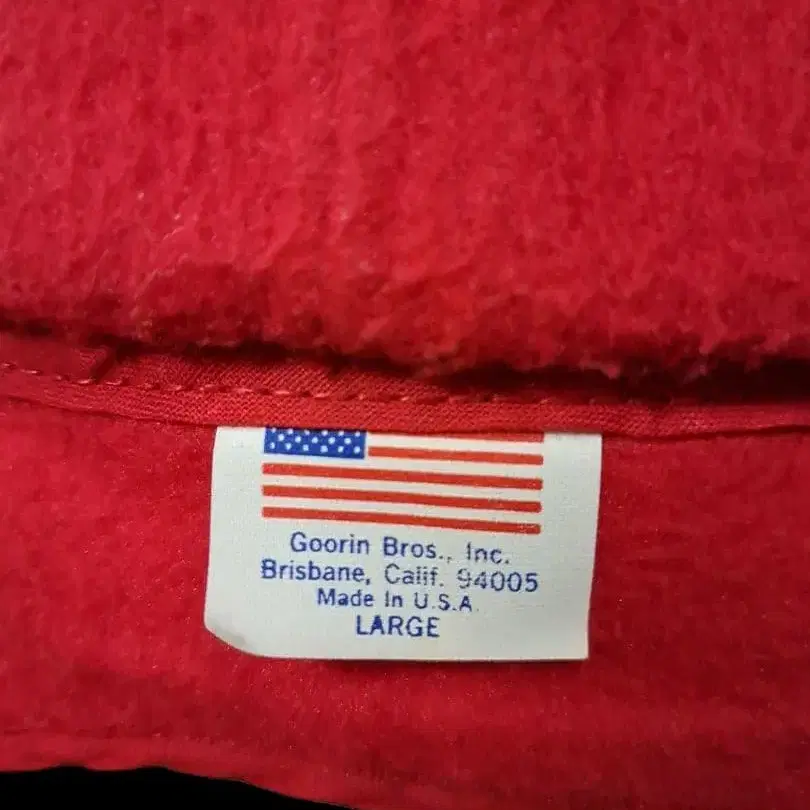 Goorin Bros., Inc.
Brisbane, Calif. 94005
Made In U.S.A.
LARGE